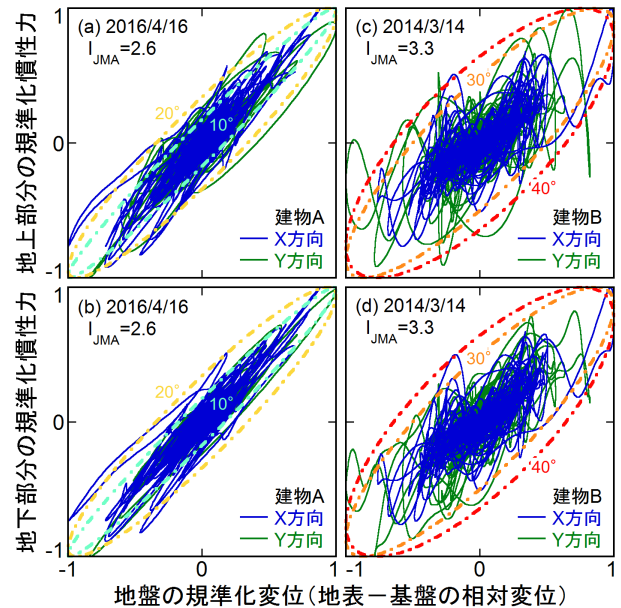 地上部分の規準化慣性力
1
0
-1
(a) 2016/4/16
I JMA=2.6
20°
10°
建物A
X方向
Y方向
(c) 2014/3/14
I JMA=3.3
30°
40°
建物B
X方向
Y方向
地下部分の規準化慣性力
1
0
-1
(b) 2016/4/16
I JMA=2.6
20°
10°
建物A
X方向
Y方向
(d) 2014/3/14
I JMA=3.3
30°
40°
建物B
X方向
Y方向
-1 0 1 -1 0 1
地盤の規準化変位(地表－基盤の相対変位)